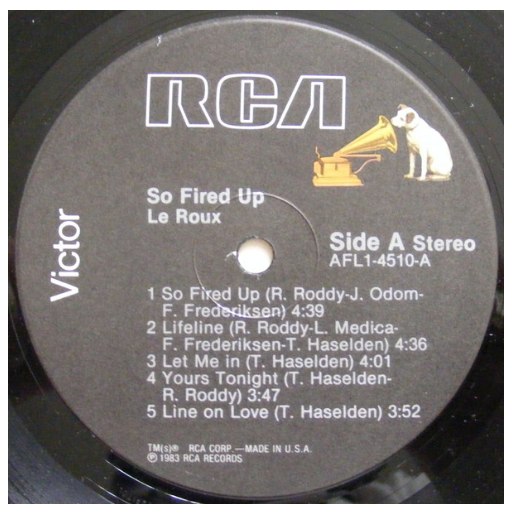 RCA
So Fired Up
Le Roux
Victor
Side A Stereo
AFL1-4510-A
1 So Fired Up (R. Roddy-J. Odom-
F. Frederiksen) 4:39
2 Lifeline (R. Roddy-L. Medica-
F. Frederiksen-T. Haselden) 4:36
3 Let Me in (T. Haselden) 4:01
4 Yours Tonight (T. Haselden-
R. Roddy) 3:47
5 Line on Love (T. Haselden) 3:52
TM(s)® RCA CORP.—MADE IN U.S.A.
℗ 1983 RCA RECORDS